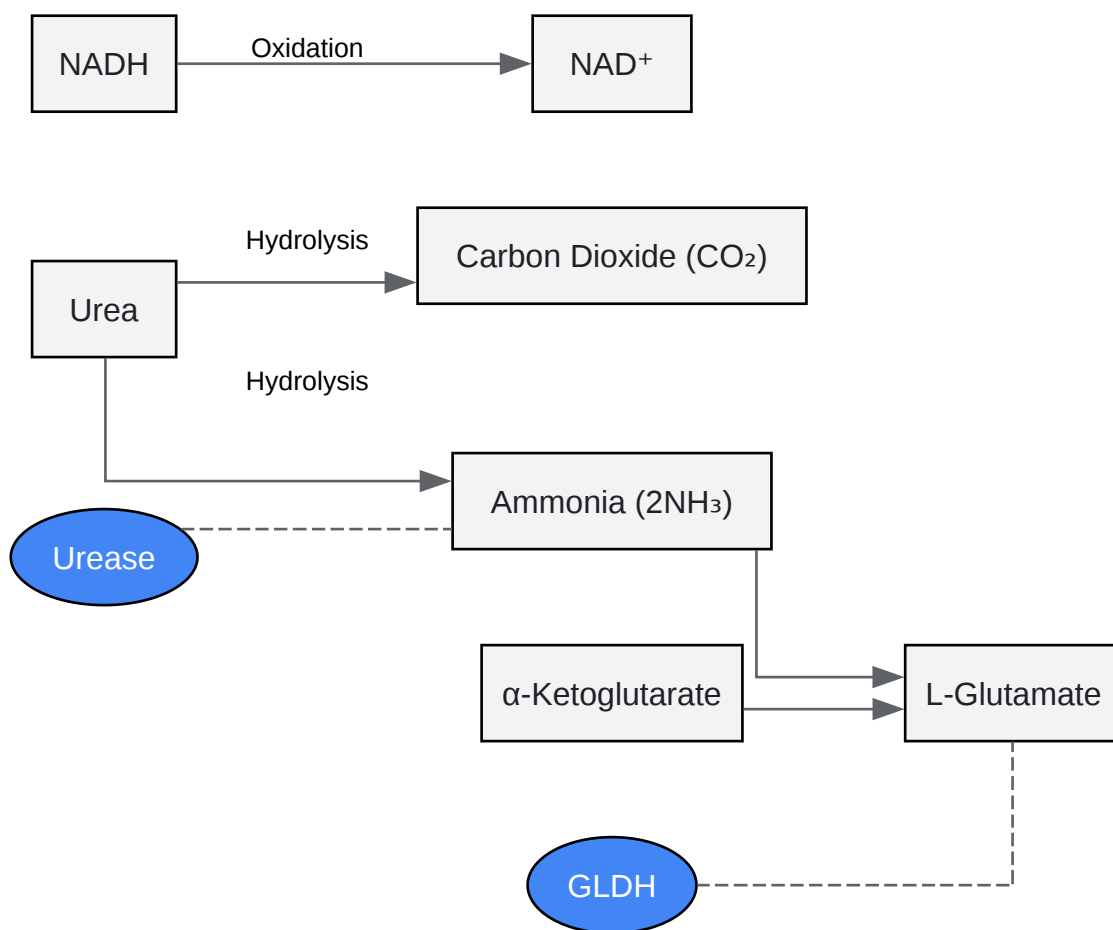 Oxidation
NADH
NAD⁺
Hydrolysis
Carbon Dioxide (CO₂)
Urea
Hydrolysis
Ammonia (2NH₃)
Urease
α-Ketoglutarate
L-Glutamate
GLDH